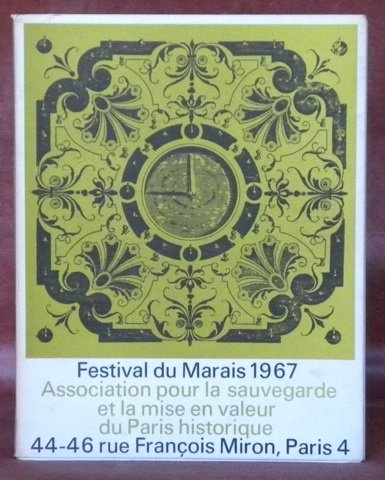 Festival du Marais 1967
Association pour la sauvegarde
et la mise en valeur
du Paris historique
44-46 rue François Miron, Paris 4